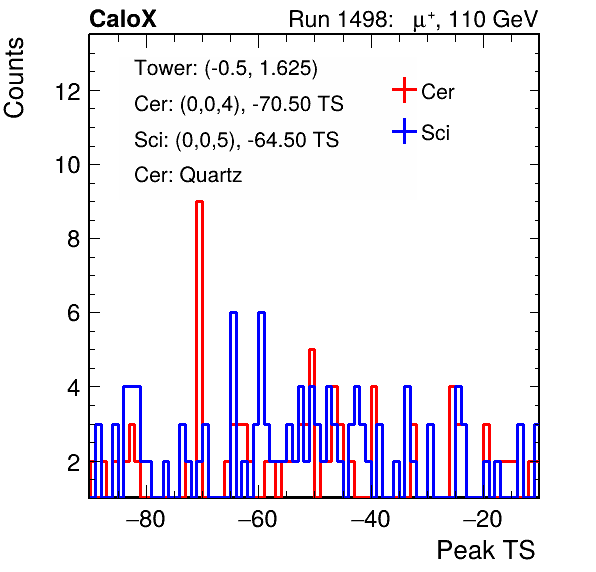 CaloX Run 1498: μ⁺, 110 GeV
Counts
Tower: (-0.5, 1.625)
Cer: (0,0,4), -70.50 TS
Sci: (0,0,5), -64.50 TS
Cer: Quartz
Cer
Sci
12
10
8
6
4
2
−80 −60 −40 −20
Peak TS